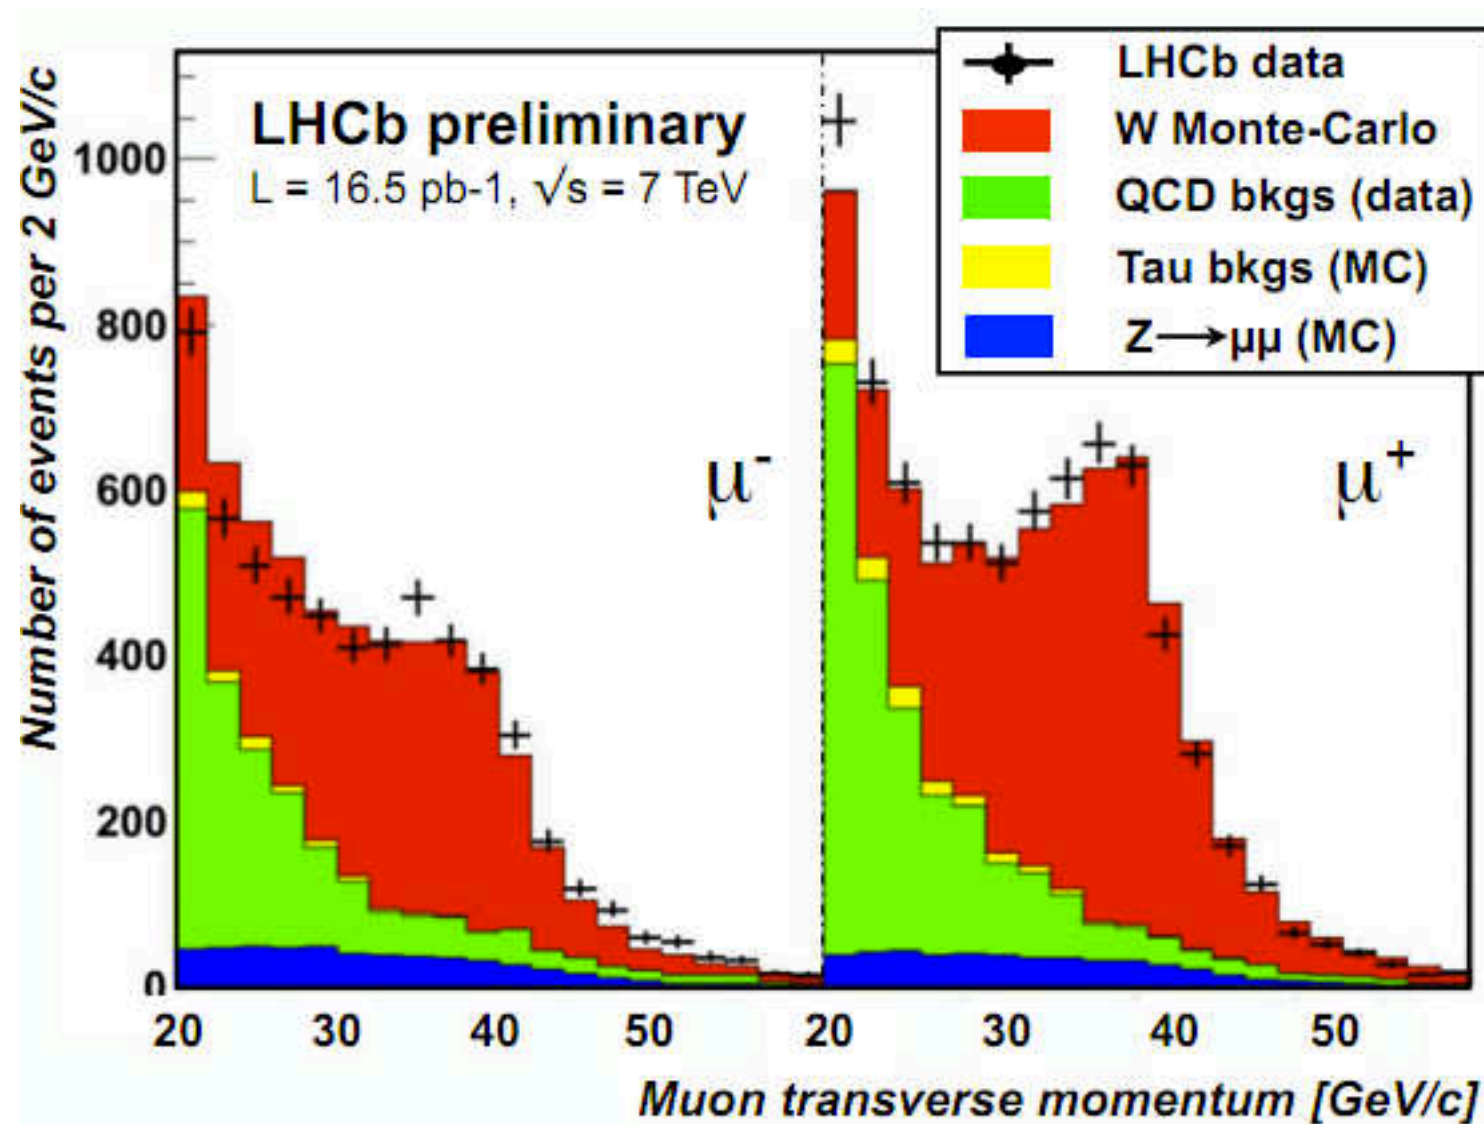 Number of events per 2 GeV/c
1000
800
600
400
200
0
LHCb preliminary
L = 16.5 pb-1, √s = 7 TeV
LHCb data
W Monte-Carlo
QCD bkgs (data)
Tau bkgs (MC)
Z⟶μμ (MC)
μ⁻
μ⁺
20 30 40 50 20 30 40 50
Muon transverse momentum [GeV/c]